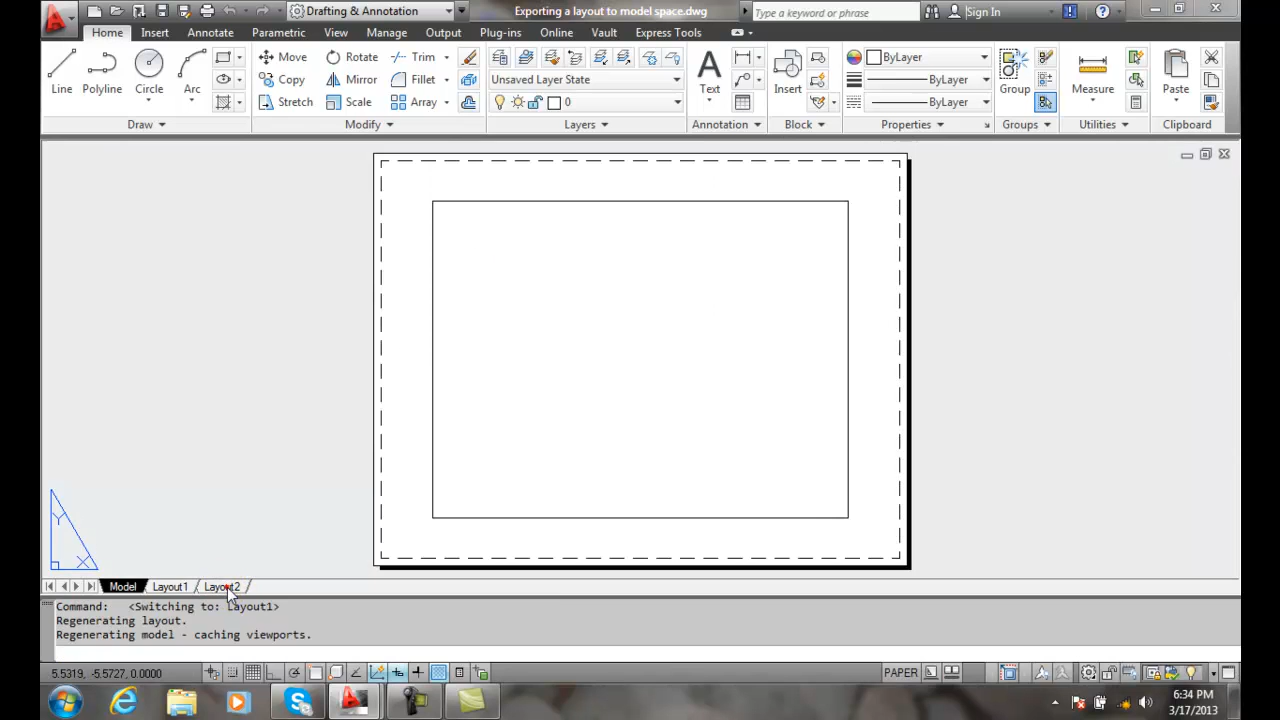 Drafting & Annotation
Exporting a layout to model space.dwg
Type a keyword or phrase
Sign In
Home Insert Annotate Parametric View Manage Output Plug-ins Online Vault Express Tools
Line Polyline Circle Arc
Move Rotate Trim
Copy Mirror Fillet
Stretch Scale Array
Unsaved Layer State
0
Text
Insert
ByLayer
ByLayer
ByLayer
Group
Measure
Paste
Draw Modify Layers Annotation Block Properties Groups Utilities Clipboard
Y
X
Model Layout1 Layout2
Command: <Switching to: Layout1>
Regenerating layout.
Regenerating model - caching viewports.
5.5319, -5.5727, 0.0000
PAPER
6:34 PM
3/17/2013